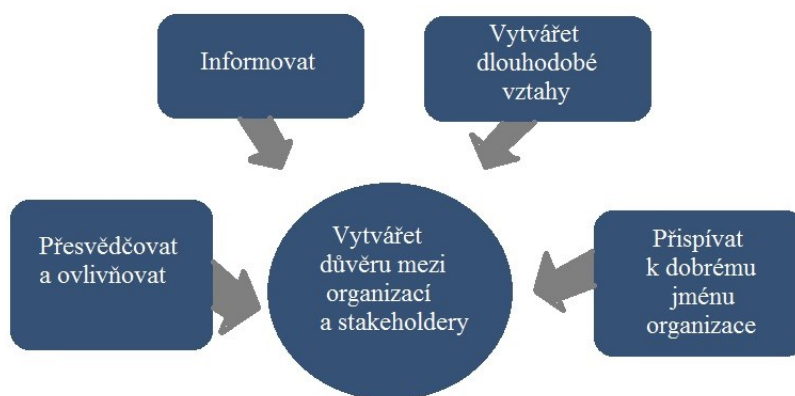 Informovat
Vytvářet
dlouhodobé
vztahy
Přesvědčovat
a ovlivňovat
Vytvářet
důvěru mezi
organizací
a stakeholdery
Přispívat
k dobrému
jménu
organizace